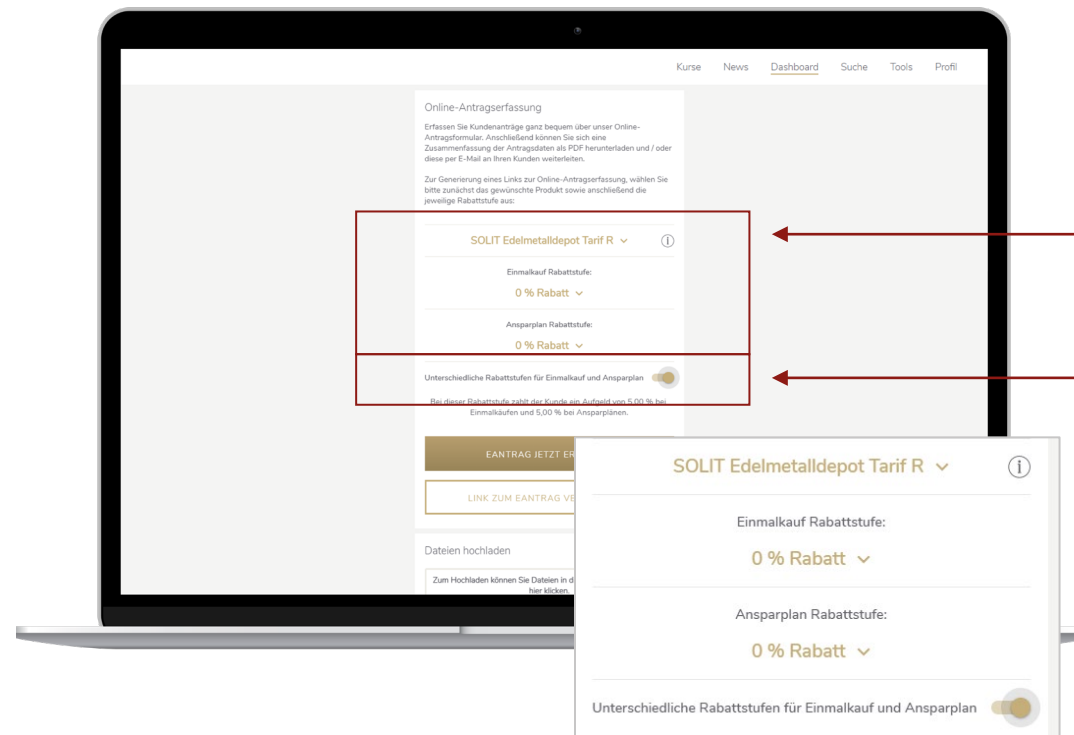 Kurse News Dashboard Suche Tools Profil
Online-Antragserfassung
Erfassen Sie Kundenanträge ganz bequem über unser Online-
Antragsformular. Anschließend können Sie sich eine
Zusammenfassung der Antragsdaten als PDF herunterladen und / oder
diese per E-Mail an Ihren Kunden weiterleiten.
Zur Generierung eines Links zur Online-Antragserfassung, wählen Sie
bitte zunächst das gewünschte Produkt sowie anschließend die
jeweilige Rabattstufe aus:
SOLIT Edelmetalldepot Tarif R
Einmalkauf Rabattstufe:
0 % Rabatt
Ansparplan Rabattstufe:
0 % Rabatt
Unterschiedliche Rabattstufen für Einmalkauf und Ansparplan
Bei dieser Rabattstufe zahlt der Kunde ein Aufgeld von 5,00 % bei
Einmalkäufen und 5,00 % bei Ansparplänen.
EANTRAG JETZT ER
LINK ZUM EANTRAG VE
Dateien hochladen
Zum Hochladen können Sie Dateien in d
hier klicken.
SOLIT Edelmetalldepot Tarif R
Einmalkauf Rabattstufe:
0 % Rabatt
Ansparplan Rabattstufe:
0 % Rabatt
Unterschiedliche Rabattstufen für Einmalkauf und Ansparplan